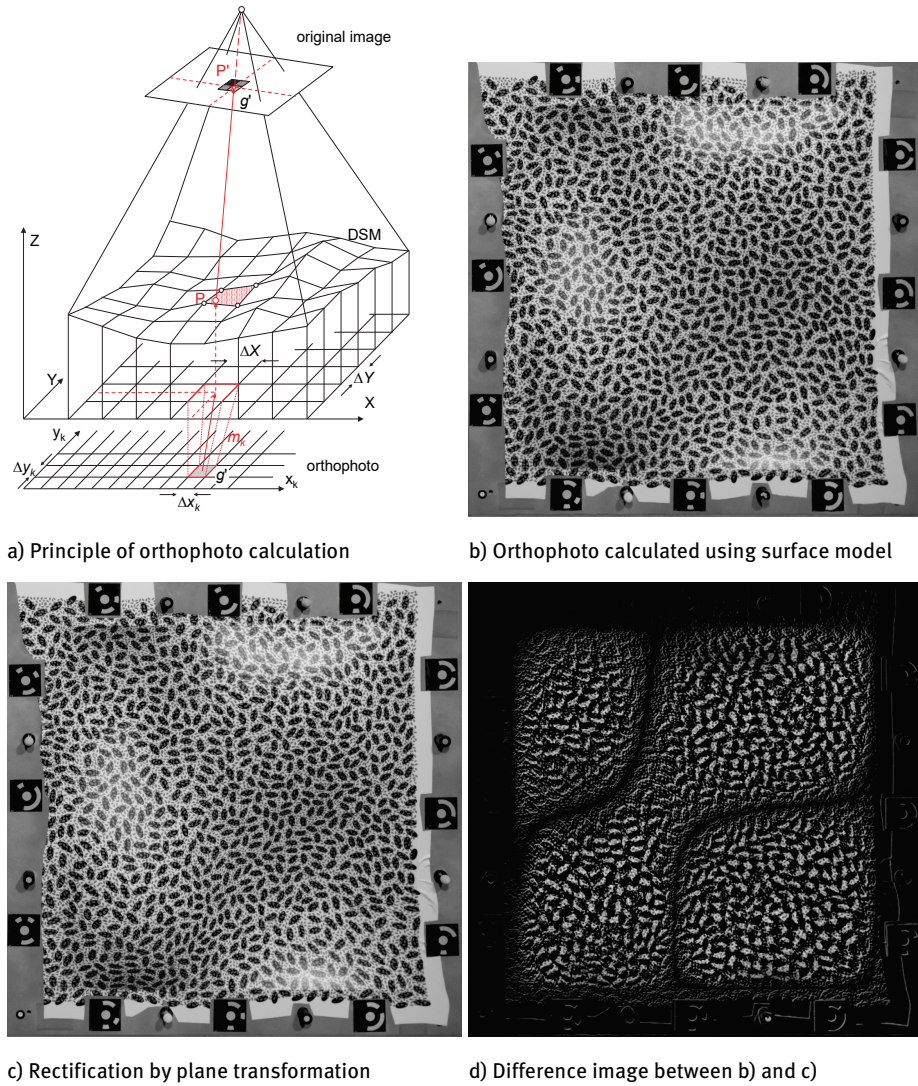 original image
P'
g'
DSM
Z
P
ΔX
Y
ΔY
X
y_k
m_k
Δy_k
orthophoto
g'
x_k
Δx_k
a) Principle of orthophoto calculation
b) Orthophoto calculated using surface model
c) Rectification by plane transformation
d) Difference image between b) and c)